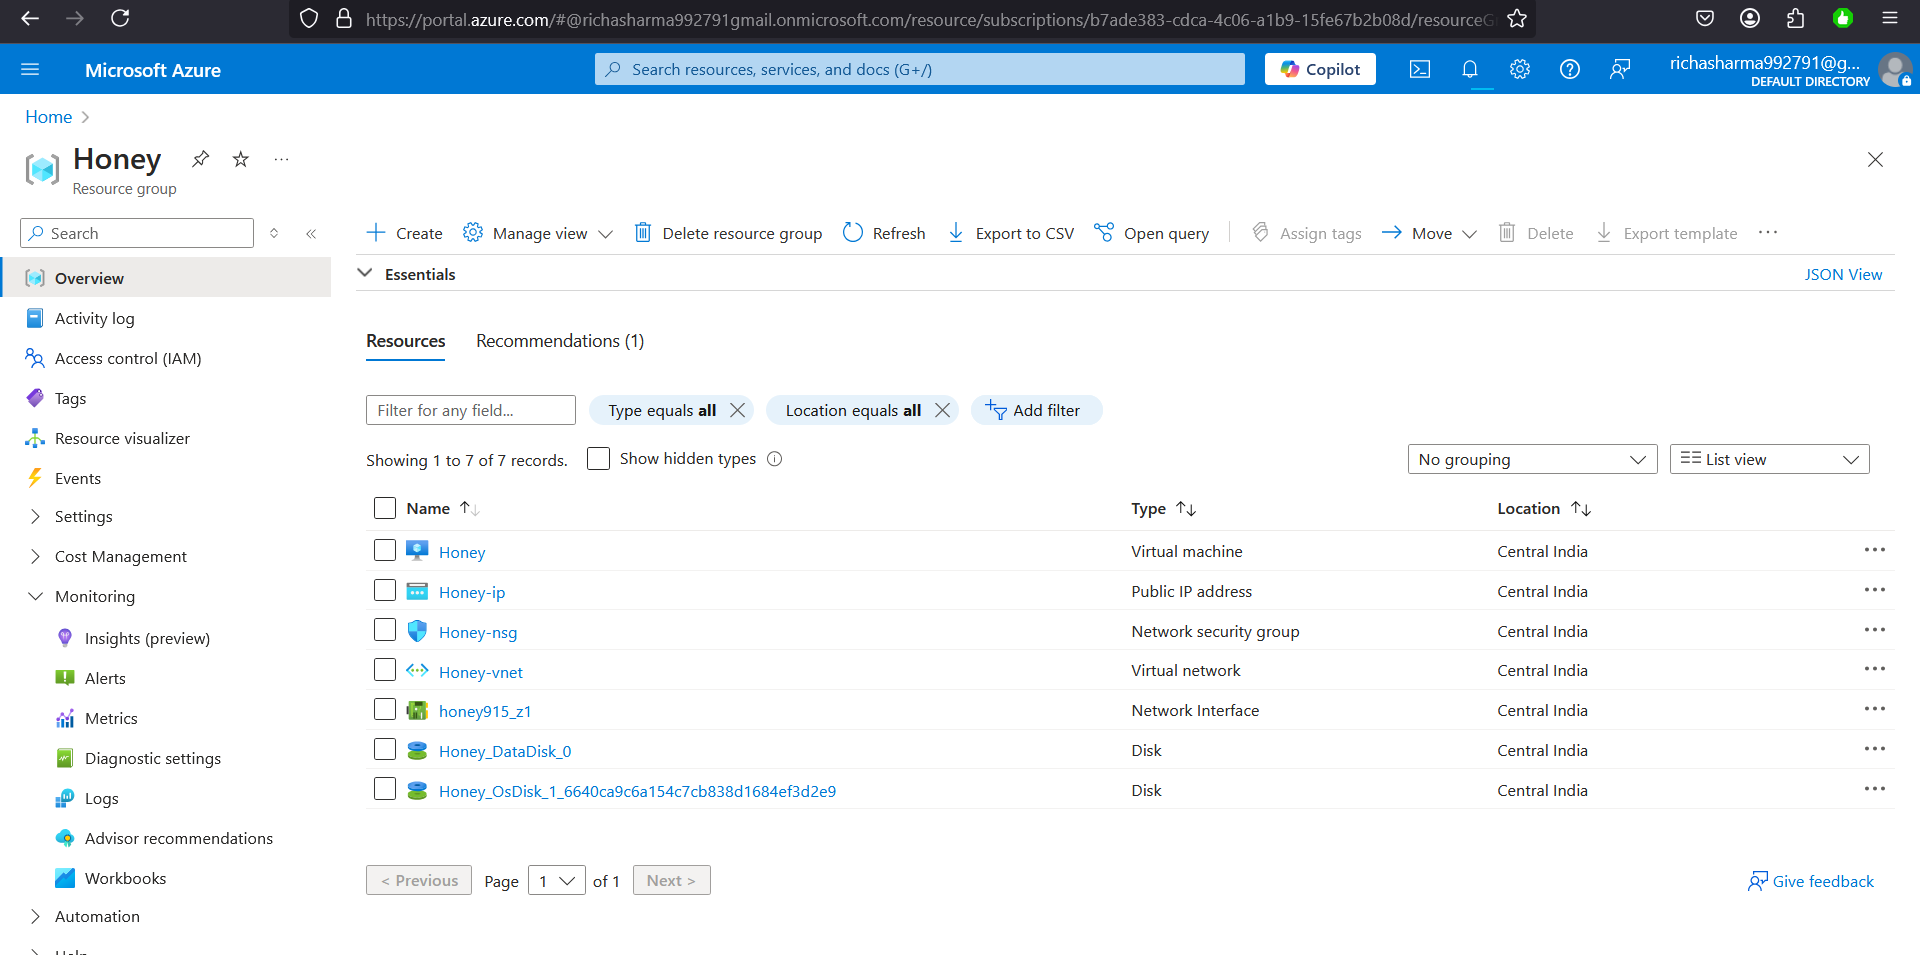 https://portal.azure.com/#@richasharma992791gmail.onmicrosoft.com/resource/subscriptions/b7ade383-cdca-4c06-a1b9-15fe67b2b08d/resourceG
Microsoft Azure
Search resources, services, and docs (G+/)
Copilot
richasharma992791@g...
DEFAULT DIRECTORY
Home
Honey
Resource group
Search
Create
Manage view
Delete resource group
Refresh
Export to CSV
Open query
Assign tags
Move
Delete
Export template
Essentials
JSON View
Overview
Activity log
Access control (IAM)
Tags
Resource visualizer
Events
Settings
Cost Management
Monitoring
Insights (preview)
Alerts
Metrics
Diagnostic settings
Logs
Advisor recommendations
Workbooks
Automation
Help
Resources
Recommendations (1)
Filter for any field...
Type equals all
Location equals all
Add filter
Showing 1 to 7 of 7 records.
Show hidden types
No grouping
List view
Name Type Location
Honey Virtual machine Central India
Honey-ip Public IP address Central India
Honey-nsg Network security group Central India
Honey-vnet Virtual network Central India
honey915_z1 Network Interface Central India
Honey_DataDisk_0 Disk Central India
Honey_OsDisk_1_6640ca9c6a154c7cb838d1684ef3d2e9 Disk Central India
< Previous
Page 1 of 1
Next >
Give feedback